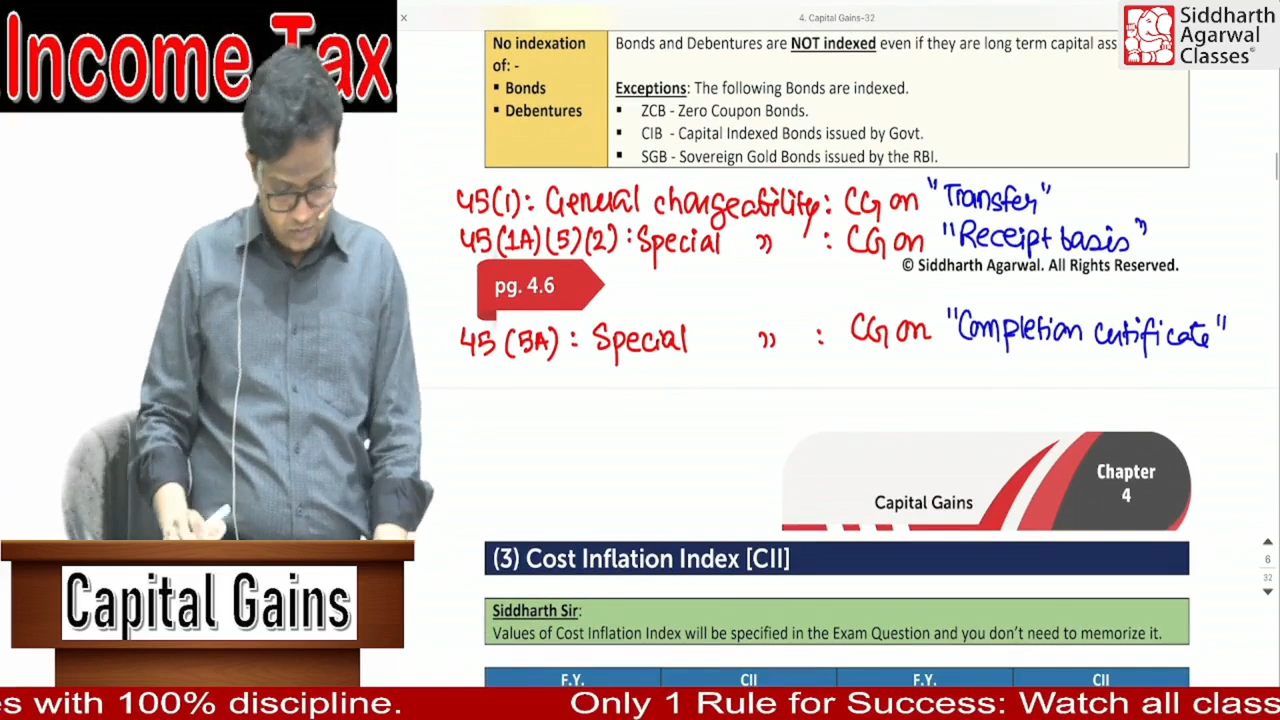 Income Tax
4. Capital Gains-32
Siddharth
Agarwal
Classes®
No indexation
of: -
▪ Bonds
▪ Debentures
Bonds and Debentures are NOT indexed even if they are long term capital ass
Exceptions: The following Bonds are indexed.
▪ ZCB - Zero Coupon Bonds.
▪ CIB - Capital Indexed Bonds issued by Govt.
▪ SGB - Sovereign Gold Bonds issued by the RBI.
45(1): General chargeability: CG on "Transfer"
45(1A)(5)(2): Special " : CG on "Receipt basis"
© Siddharth Agarwal. All Rights Reserved.
pg. 4.6
45(5A): Special " : CG on "Completion certificate"
Capital Gains
Chapter
4
(3) Cost Inflation Index [CII]
Siddharth Sir:
Values of Cost Inflation Index will be specified in the Exam Question and you don't need to memorize it.
F.Y. CII F.Y. CII
6
32
Capital Gains
es with 100% discipline. Only 1 Rule for Success: Watch all class